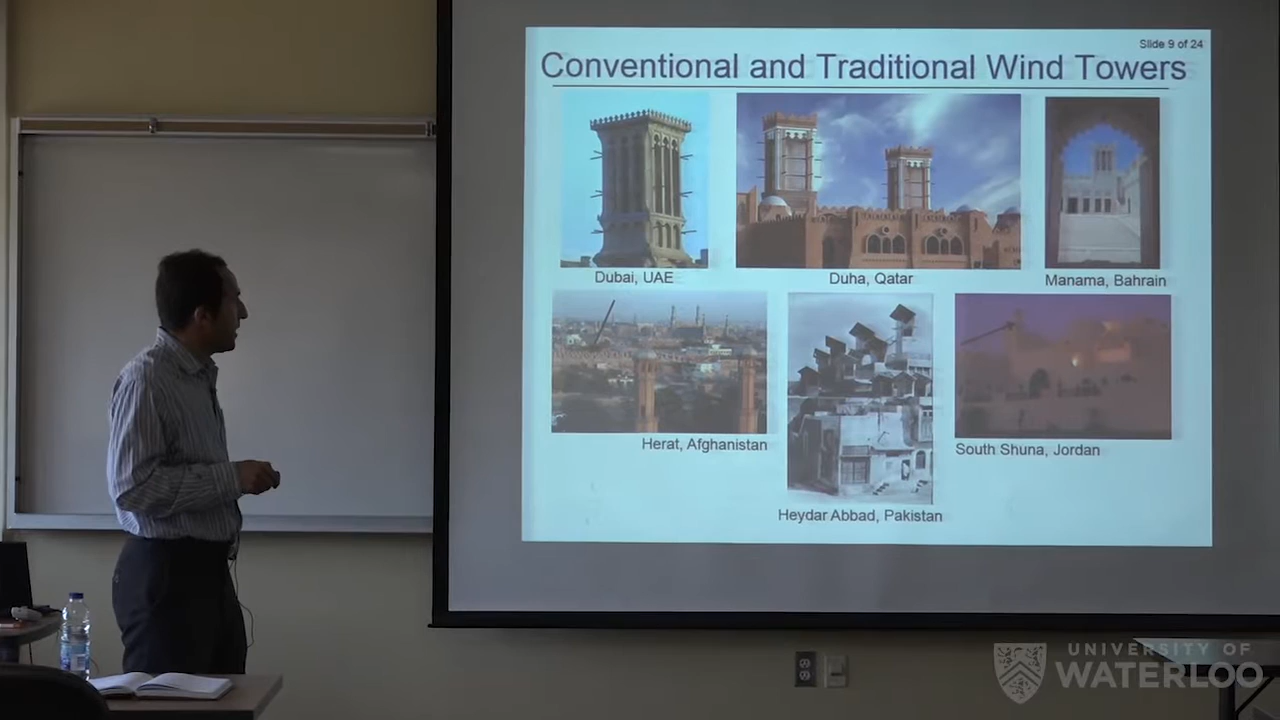 Slide 9 of 24
Conventional and Traditional Wind Towers
Dubai, UAE
Duha, Qatar
Manama, Bahrain
Herat, Afghanistan
South Shuna, Jordan
Heydar Abbad, Pakistan
UNIVERSITY OF
WATERLOO